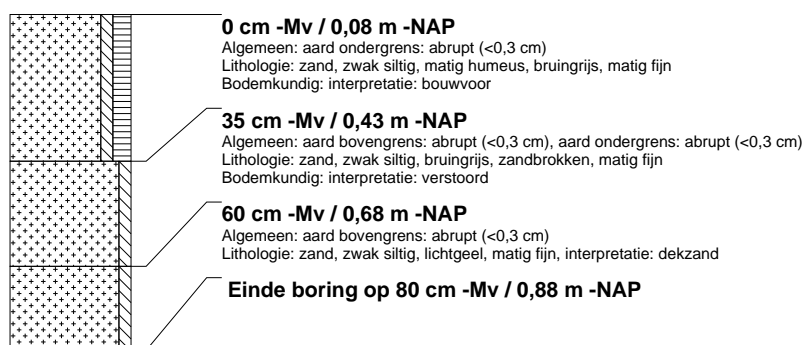 0 cm -Mv / 0,08 m -NAP
Algemeen: aard ondergrens: abrupt (<0,3 cm)
Lithologie: zand, zwak siltig, matig humeus, bruingrijs, matig fijn
Bodemkundig: interpretatie: bouwvoor
35 cm -Mv / 0,43 m -NAP
Algemeen: aard bovengrens: abrupt (<0,3 cm), aard ondergrens: abrupt (<0,3 cm)
Lithologie: zand, zwak siltig, bruingrijs, zandbrokken, matig fijn
Bodemkundig: interpretatie: verstoord
60 cm -Mv / 0,68 m -NAP
Algemeen: aard bovengrens: abrupt (<0,3 cm)
Lithologie: zand, zwak siltig, lichtgeel, matig fijn, interpretatie: dekzand
Einde boring op 80 cm -Mv / 0,88 m -NAP